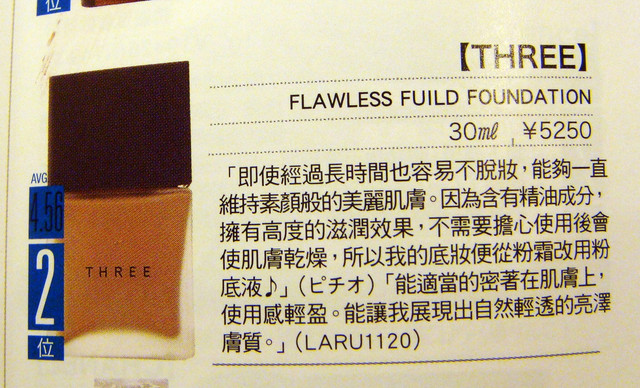 位
【THREE】
FLAWLESS FUILD FOUNDATION
30ml ¥5250
「即使經過長時間也容易不脫妝，能夠一直
維持素顏般的美麗肌膚。因為含有精油成分，
擁有高度的滋潤效果，不需要擔心使用後會
使肌膚乾燥，所以我的底妝便從粉霜改用粉
底液♪」(ピチオ)「能適當的密著在肌膚上，
使用感輕盈。能讓我展現出自然輕透的亮澤
膚質。」(LARU1120)
AVG
4.56
2
位
THREE